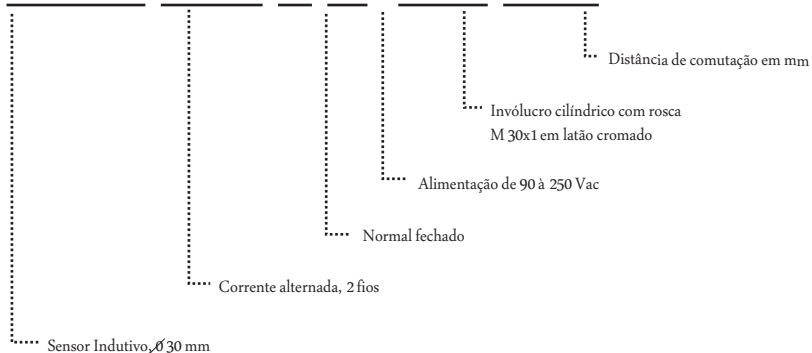 Distância de comutação em mm
Invólucro cilíndrico com rosca
M 30x1 em latão cromado
Alimentação de 90 à 250 Vac
Normal fechado
Corrente alternada, 2 fios
Sensor Indutivo, Ø 30 mm